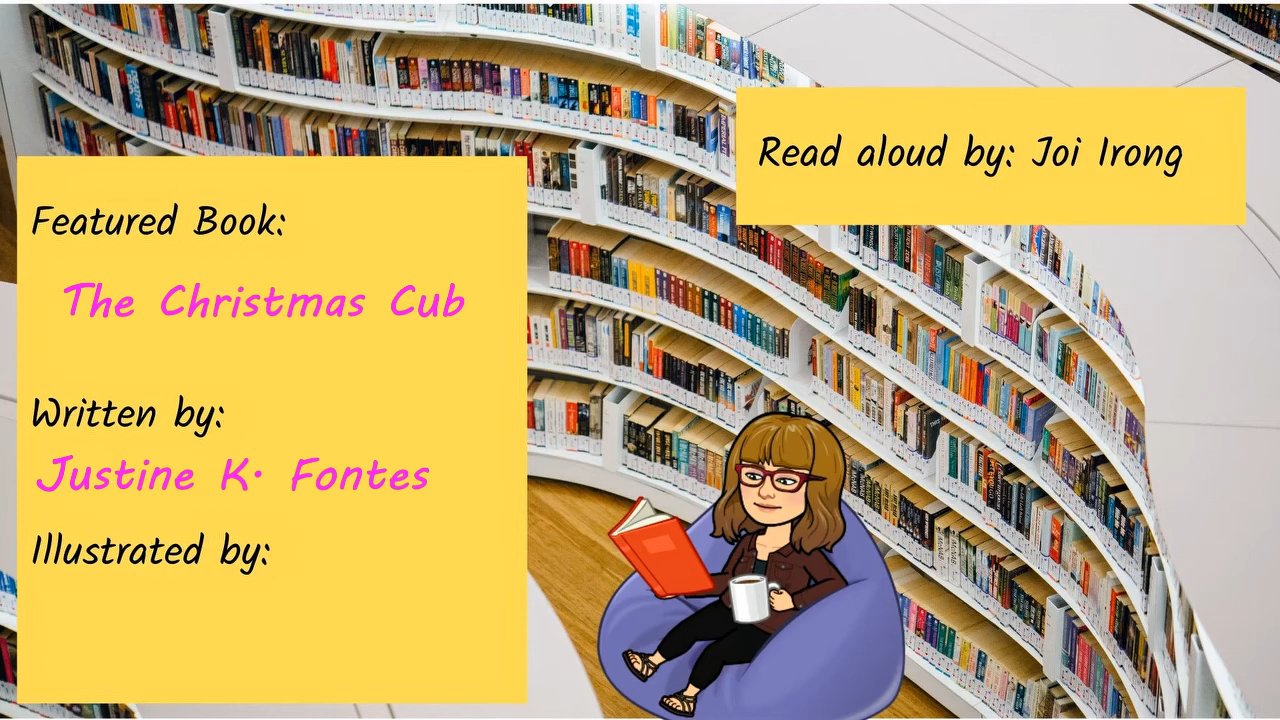 Read aloud by: Joi Irong
Featured Book:
The Christmas Cub
Written by:
Justine K. Fontes
Illustrated by: